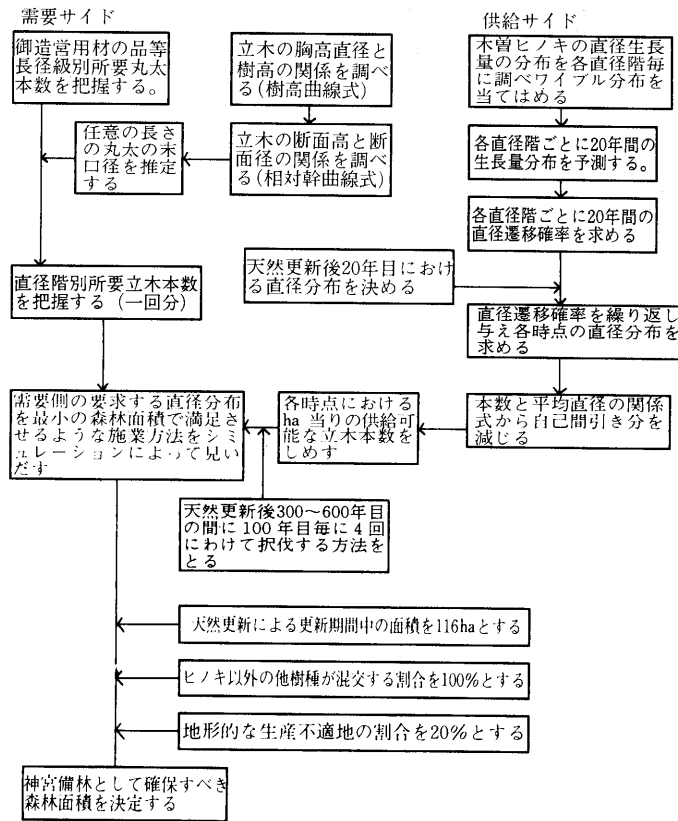 需要サイド
御造営用材の品等
長径級別所要丸太
本数を把握する。
立木の胸高直径と
樹高の関係を調べ
る(樹高曲線式)
任意の長さ
の丸太の末
口径を推定
する
立木の断面高と断
面径の関係を調べ
る(相対幹曲線式)
直径階別所要立木本数
を把握する (一回分)
供給サイド
木曽ヒノキの直径生長
量の分布を各直径階毎
に調べワイブル分布を
当てはめる
各直径階ごとに20年間の
生長量分布を予測する。
各直径階ごとに20年間の
直径遷移確率を求める
天然更新後20年目におけ
る直径分布を決める
直径遷移確率を繰り返し
与え各時点の直径分布を
求める
本数と平均直径の関係
式から自己間引き分を
減じる
各時点における
ha 当りの供給可
能な立木本数を
しめす
需要側の要求する直径分布
を最小の森林面積で満足さ
せるような施業方法をシミ
ュレーションによって見い
だす
天然更新後300〜600年目
の間に100年目毎に4回
にわけて択伐する方法を
とる
天然更新による更新期間中の面積を116haとする
ヒノキ以外の他樹種が混交する割合を100%とする
地形的な生産不適地の割合を20%とする
神宮備林として確保すべき
森林面積を決定する